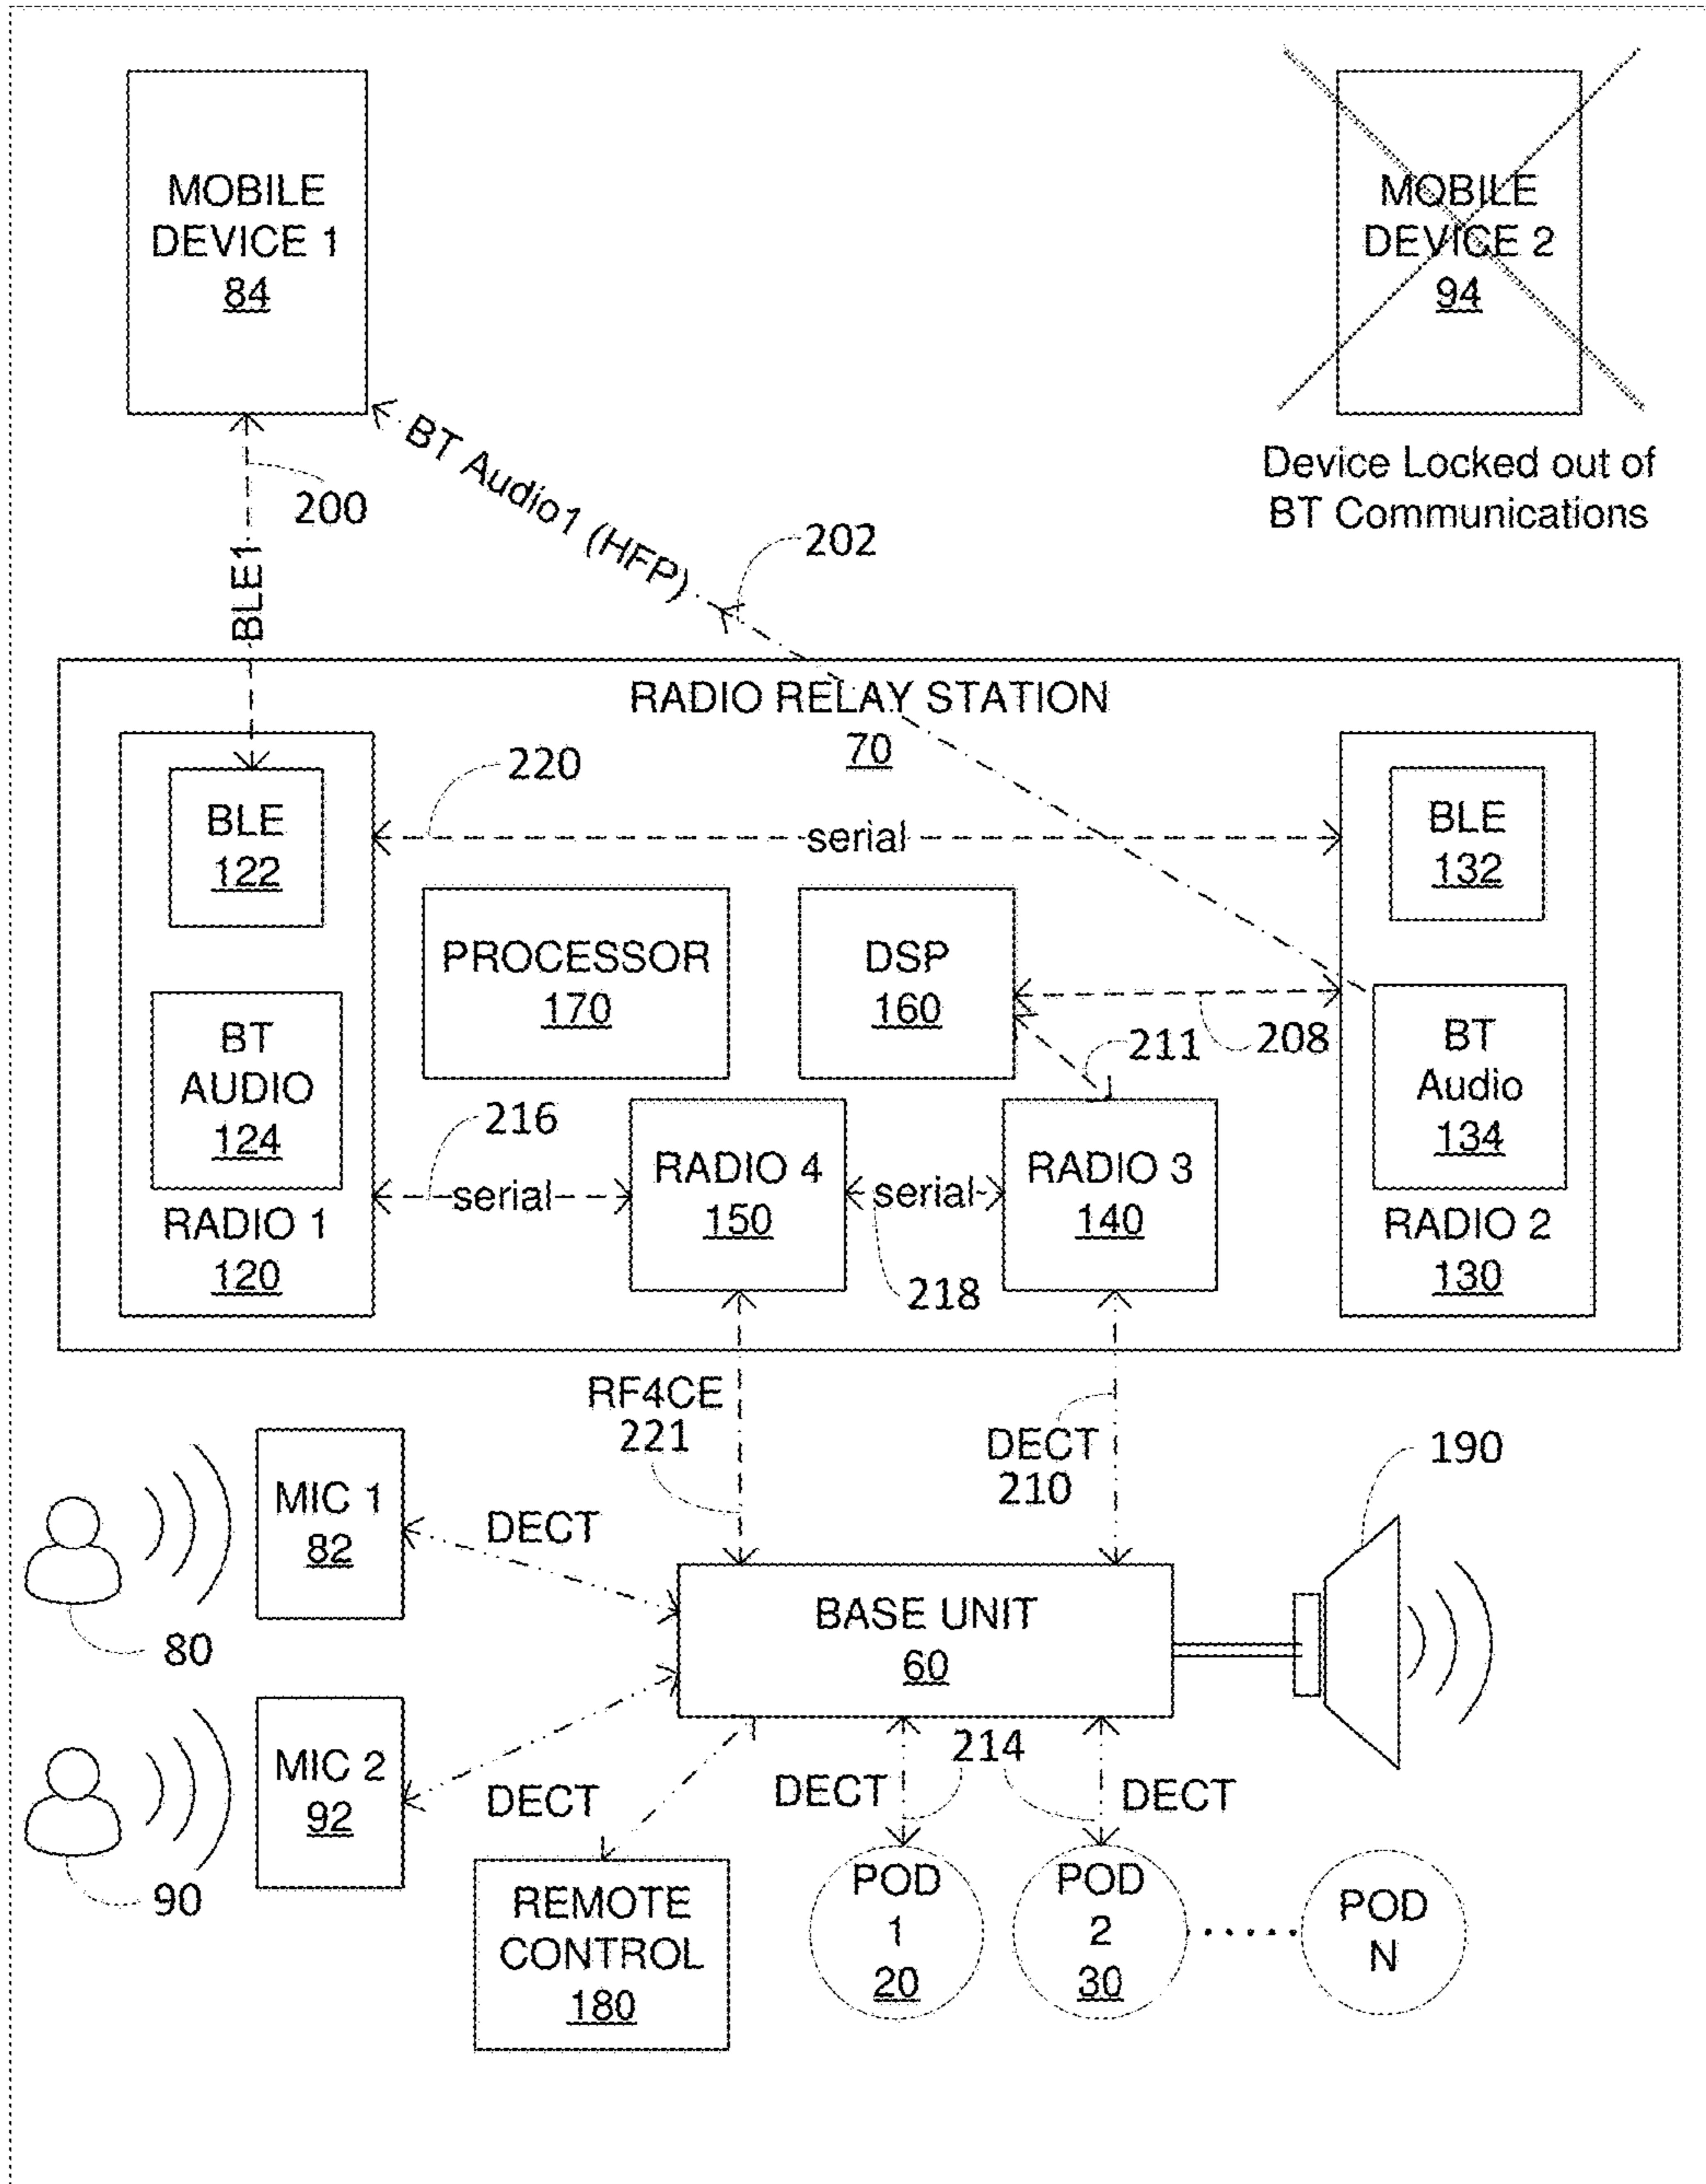 MOBILE
DEVICE 1
84
MOBILE
DEVICE 2
94
Device Locked out of
BT Communications
200
BLE1
BT Audio1 (HFP)
202
RADIO RELAY STATION
70
220
serial
BLE
122
BLE
132
PROCESSOR
170
DSP
160
208
211
BT
AUDIO
124
BT
Audio
134
216
serial
RADIO 4
150
serial
218
RADIO 3
140
RADIO 1
120
RADIO 2
130
RF4CE
221
DECT
210
190
MIC 1
82
DECT
80
BASE UNIT
60
MIC 2
92
DECT
90
214
DECT
DECT
REMOTE
CONTROL
180
POD
1
20
POD
2
30
.....
POD
N